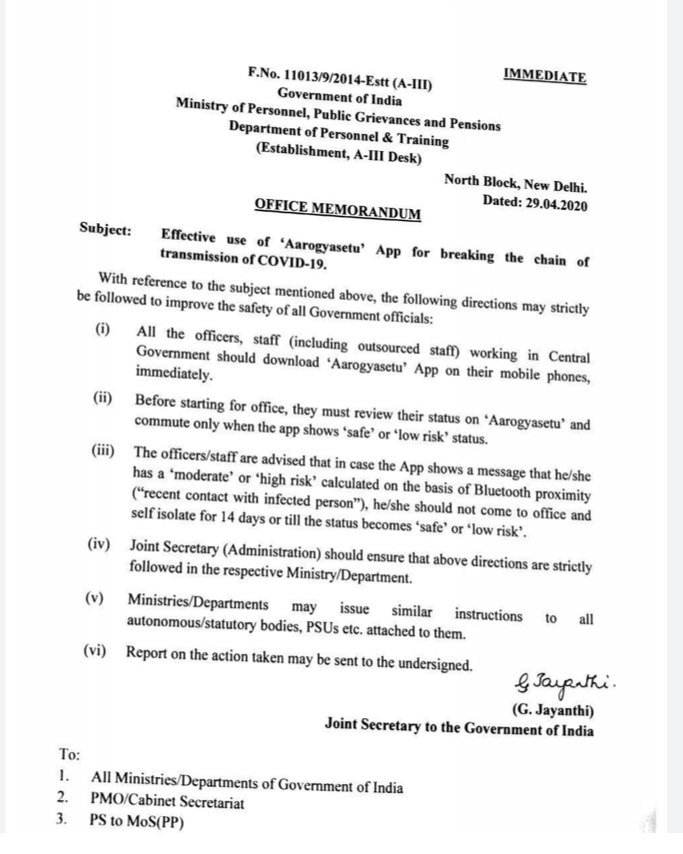 IMMEDIATE
F.No. 11013/9/2014-Estt (A-III)
Government of India
Ministry of Personnel, Public Grievances and Pensions
Department of Personnel & Training
(Establishment, A-III Desk)
North Block, New Delhi.
Dated: 29.04.2020
OFFICE MEMORANDUM
Subject: Effective use of ‘Aarogyasetu’ App for breaking the chain of
transmission of COVID-19.
With reference to the subject mentioned above, the following directions may strictly
be followed to improve the safety of all Government officials:
(i) All the officers, staff (including outsourced staff) working in Central
Government should download ‘Aarogyasetu’ App on their mobile phones,
immediately.
(ii) Before starting for office, they must review their status on ‘Aarogyasetu’ and
commute only when the app shows ‘safe’ or ‘low risk’ status.
(iii) The officers/staff are advised that in case the App shows a message that he/she
has a ‘moderate’ or ‘high risk’ calculated on the basis of Bluetooth proximity
(“recent contact with infected person”), he/she should not come to office and
self isolate for 14 days or till the status becomes ‘safe’ or ‘low risk’.
(iv) Joint Secretary (Administration) should ensure that above directions are strictly
followed in the respective Ministry/Department.
(v) Ministries/Departments may issue similar instructions to all
autonomous/statutory bodies, PSUs etc. attached to them.
(vi) Report on the action taken may be sent to the undersigned.
G Jayanthi.
(G. Jayanthi)
Joint Secretary to the Government of India
To:
1. All Ministries/Departments of Government of India
2. PMO/Cabinet Secretariat
3. PS to MoS(PP)